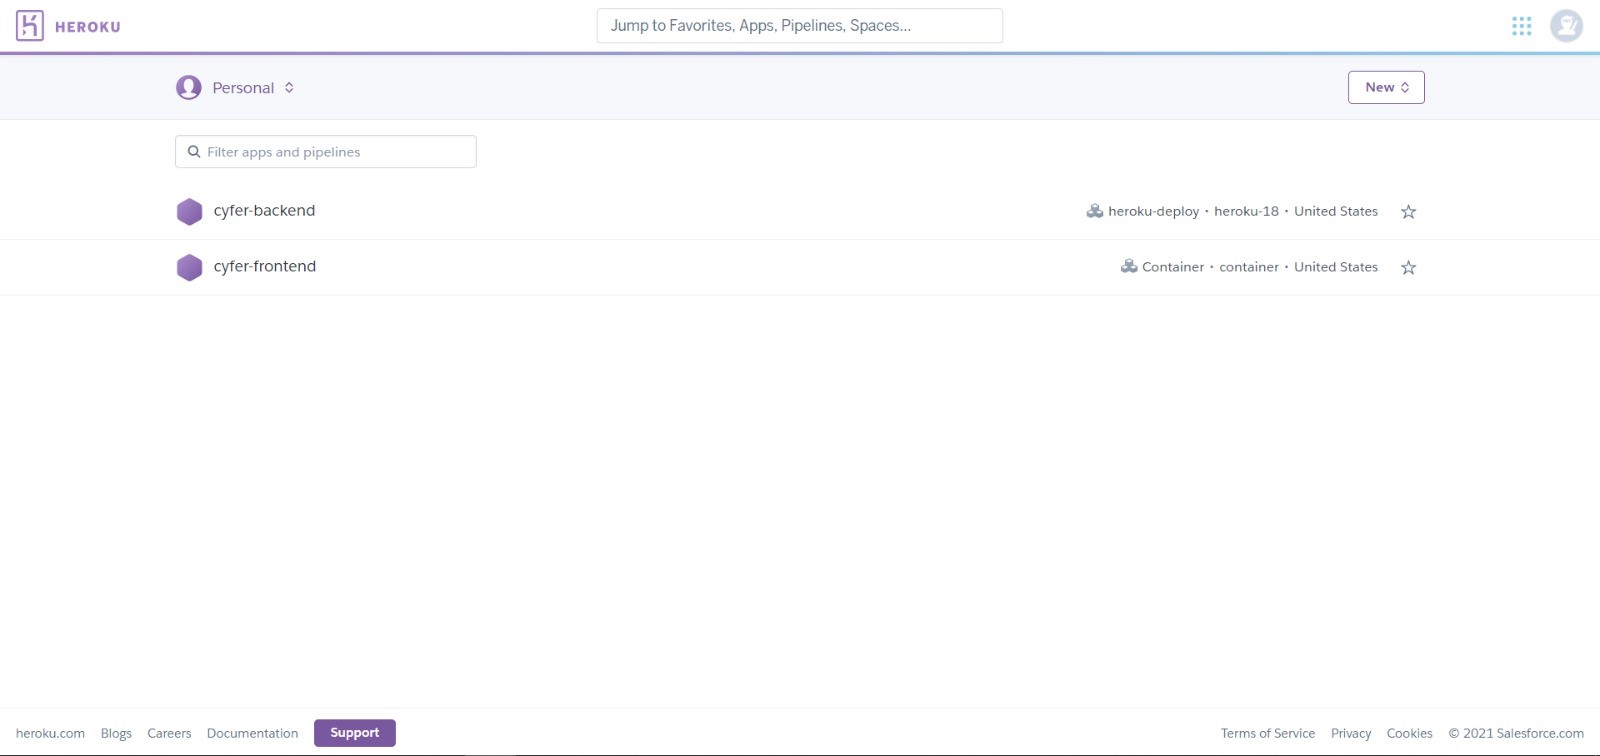 HEROKU
Jump to Favorites, Apps, Pipelines, Spaces...
Personal
New
Filter apps and pipelines
cyfer-backend
heroku-deploy · heroku-18 · United States
cyfer-frontend
Container · container · United States
heroku.com Blogs Careers Documentation Support
Terms of Service Privacy Cookies © 2021 Salesforce.com